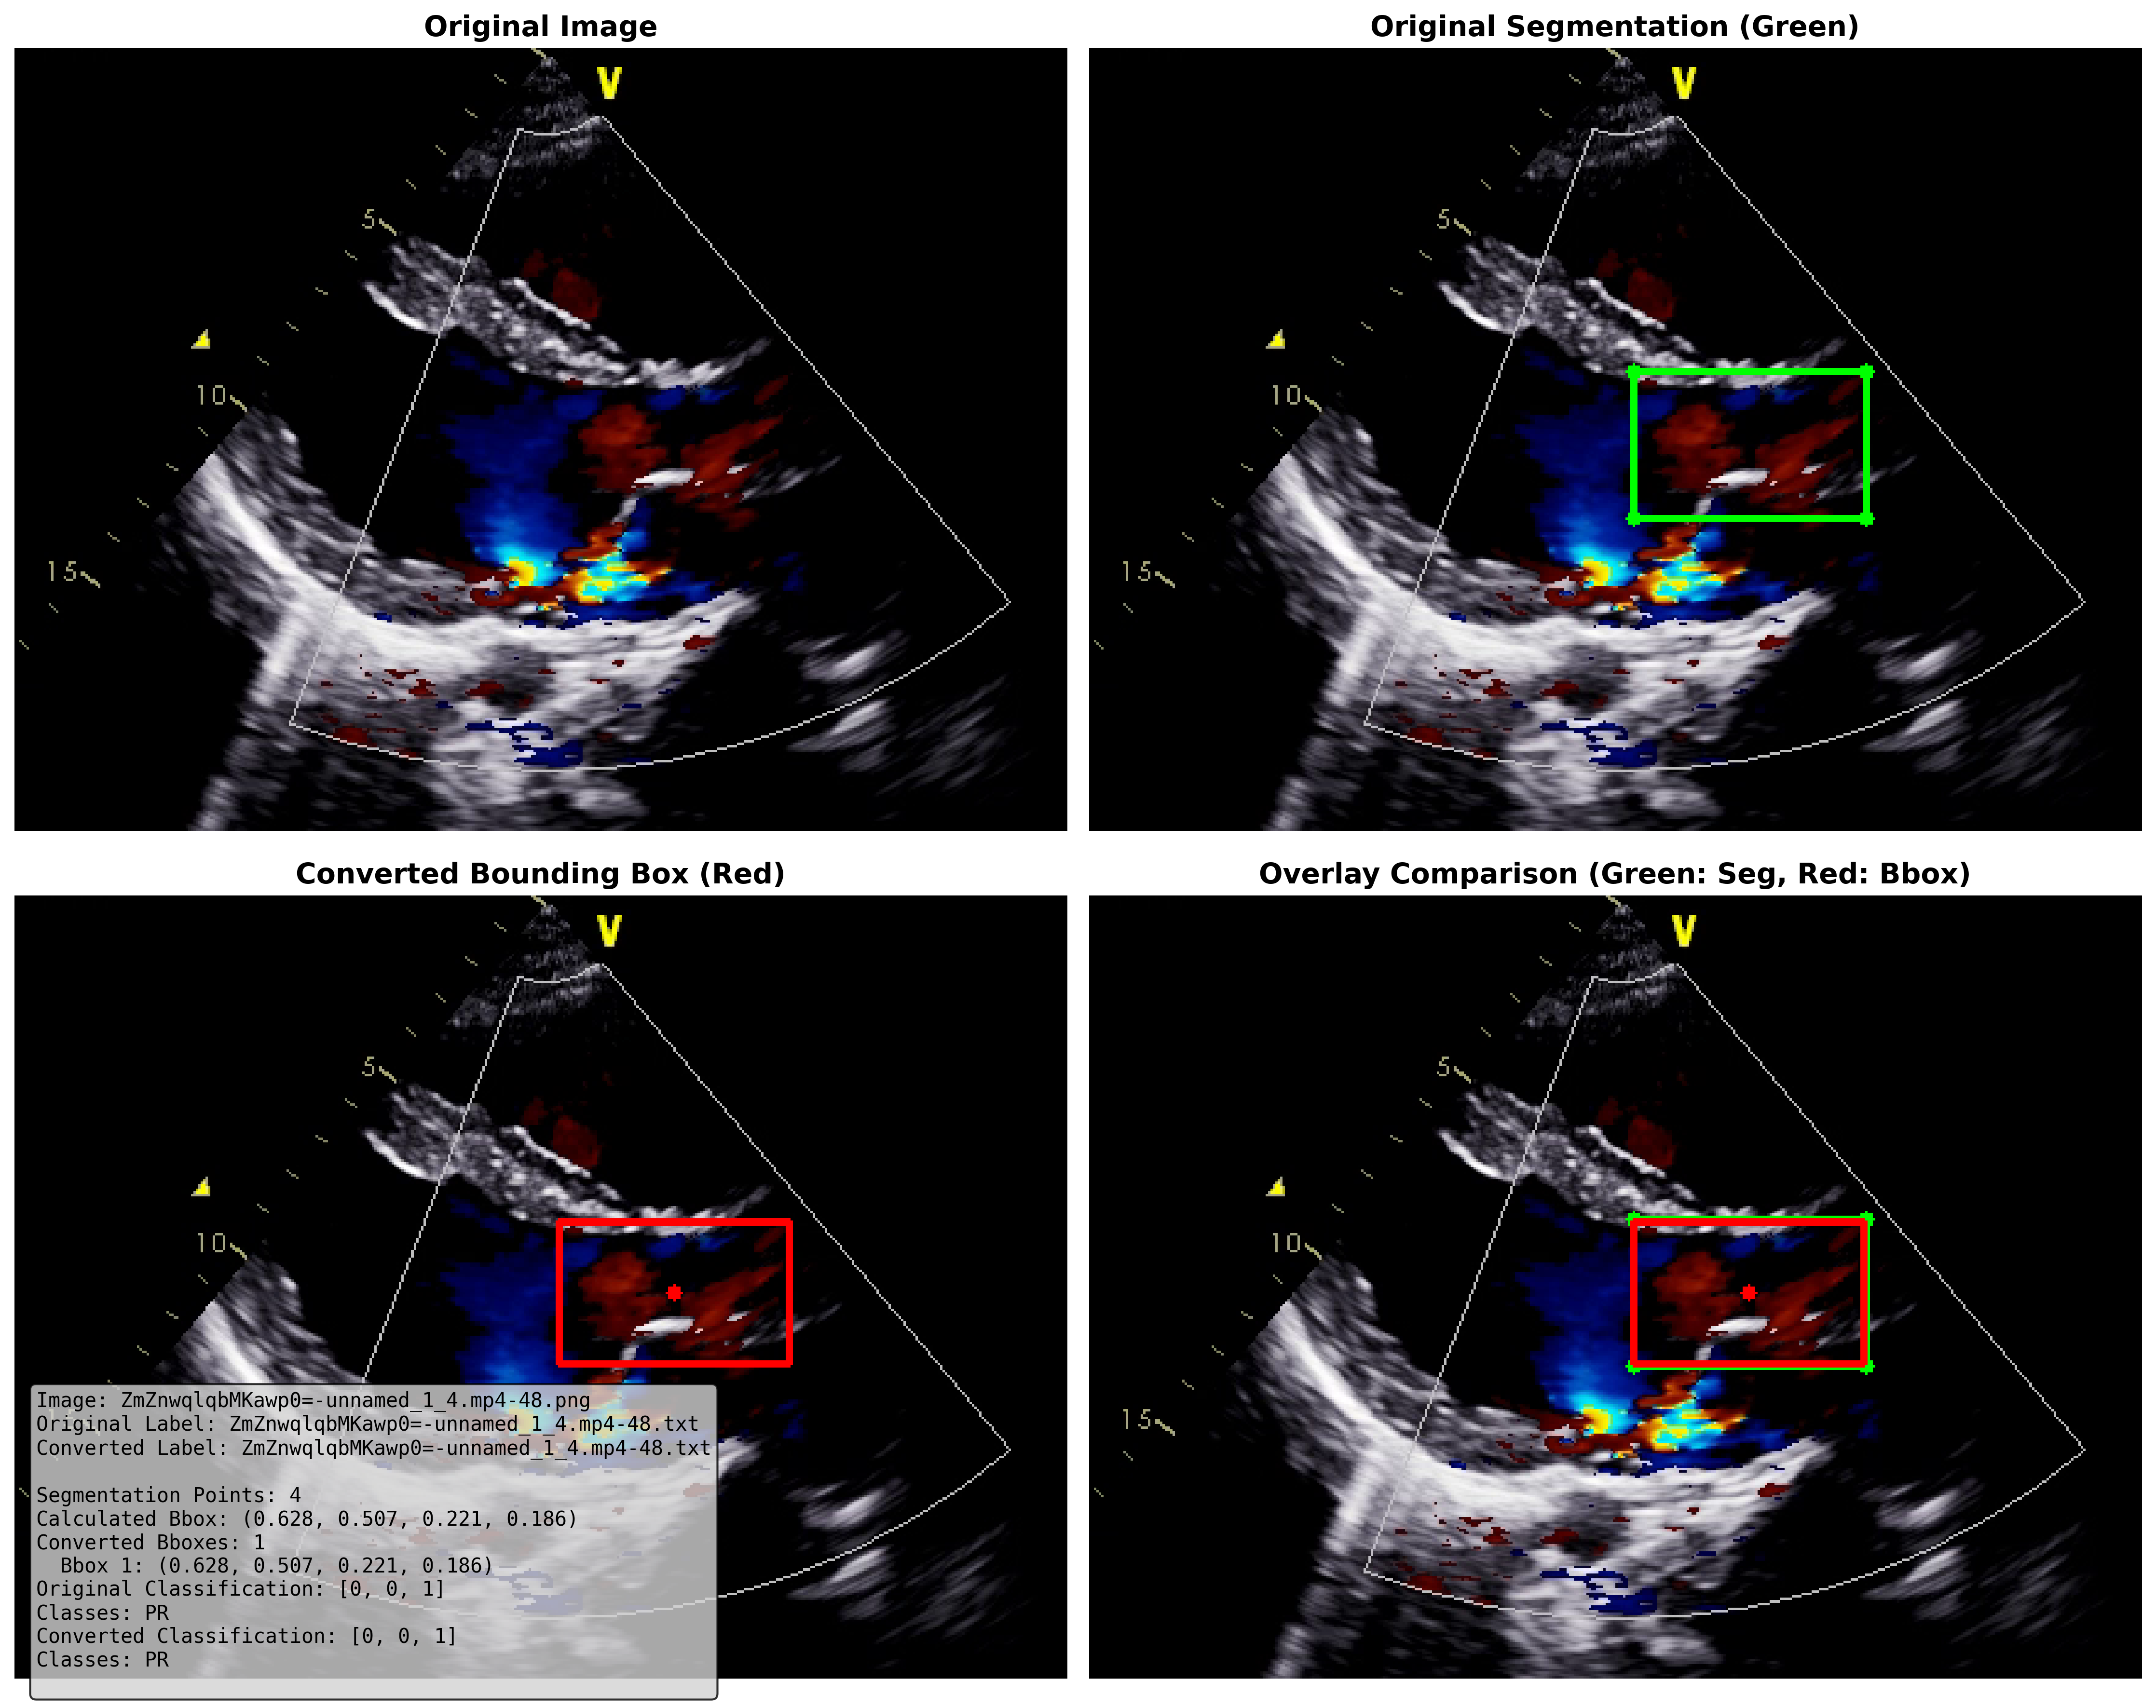 Original Image
Original Segmentation (Green)
V
5
10
15
V
5
10
15
Converted Bounding Box (Red)
Overlay Comparison (Green: Seg, Red: Bbox)
V
5
10
V
5
10
15
Image: ZmZnwqlqbMKawp0=-unnamed_1_4.mp4-48.png
Original Label: ZmZnwqlqbMKawp0=-unnamed_1_4.mp4-48.txt
Converted Label: ZmZnwqlqbMKawp0=-unnamed_1_4.mp4-48.txt
Segmentation Points: 4
Calculated Bbox: (0.628, 0.507, 0.221, 0.186)
Converted Bboxes: 1
Bbox 1: (0.628, 0.507, 0.221, 0.186)
Original Classification: [0, 0, 1]
Classes: PR
Converted Classification: [0, 0, 1]
Classes: PR